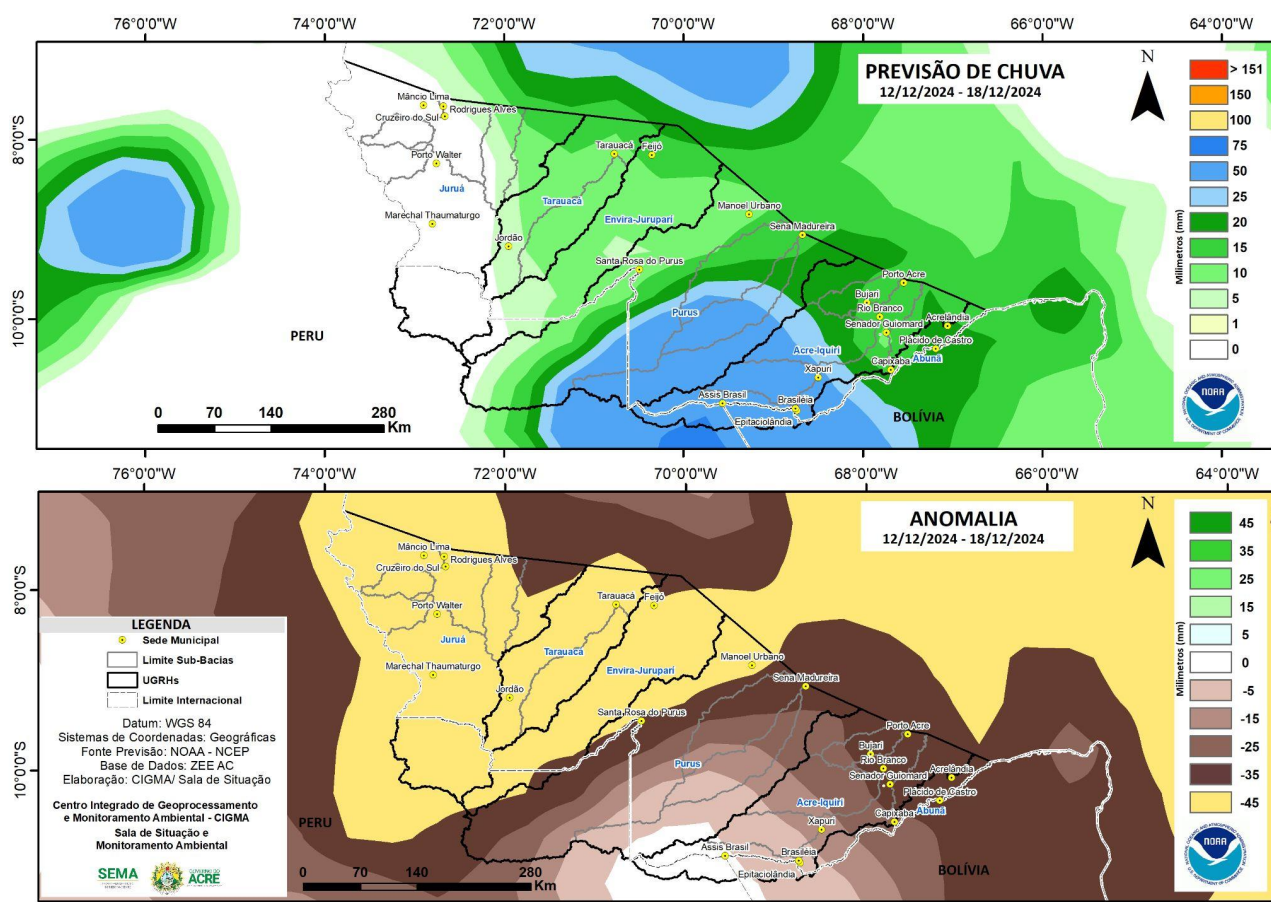 76°0'0"W 74°0'0"W 72°0'0"W 70°0'0"W 68°0'0"W 66°0'0"W 64°0'0"W
8°0'0"S
10°0'0"S
N
PREVISÃO DE CHUVA
12/12/2024 - 18/12/2024
Milímetros (mm)
> 151
150
100
75
50
25
20
15
10
5
1
0
Mâncio Lima
Rodrigues Alves
Cruzeiro do Sul
Porto Walter
Juruá
Marechal Thaumaturgo
Jordão
Tarauacá
Feijó
Tarauacá
Envira-Jurupari
Manoel Urbano
Sena Madureira
Santa Rosa do Purus
Purus
Porto Acre
Bujari
Rio Branco
Senador Guiomard
Acrelândia
Plácido de Castro
Abunã
Capixaba
Acre-Iquiri
Xapuri
Assis Brasil
Brasiléia
Epitaciolândia
PERU
BOLÍVIA
0 70 140 280
Km
NOAA
76°0'0"W 74°0'0"W 72°0'0"W 70°0'0"W 68°0'0"W 66°0'0"W 64°0'0"W
8°0'0"S
10°0'0"S
N
ANOMALIA
12/12/2024 - 18/12/2024
Milímetros (mm)
45
35
25
15
5
0
-5
-15
-25
-35
-45
Mâncio Lima
Rodrigues Alves
Cruzeiro do Sul
Porto Walter
Juruá
Marechal Thaumaturgo
Jordão
Tarauacá
Feijó
Tarauacá
Envira-Jurupari
Manoel Urbano
Sena Madureira
Santa Rosa do Purus
Purus
Porto Acre
Bujari
Rio Branco
Senador Guiomard
Acrelândia
Plácido de Castro
Abunã
Capixaba
Acre-Iquiri
Xapuri
Assis Brasil
Brasiléia
Epitaciolândia
PERU
BOLÍVIA
LEGENDA
Sede Municipal
Limite Sub-Bacias
UGRHs
Limite Internacional
Datum: WGS 84
Sistemas de Coordenadas: Geográficas
Fonte Previsão: NOAA - NCEP
Base de Dados: ZEE AC
Elaboração: CIGMA/ Sala de Situação
Centro Integrado de Geoprocessamento
e Monitoramento Ambiental - CIGMA
Sala de Situação e
Monitoramento Ambiental
SEMA
GOVERNO DO
ACRE
0 70 140 280
Km
NOAA